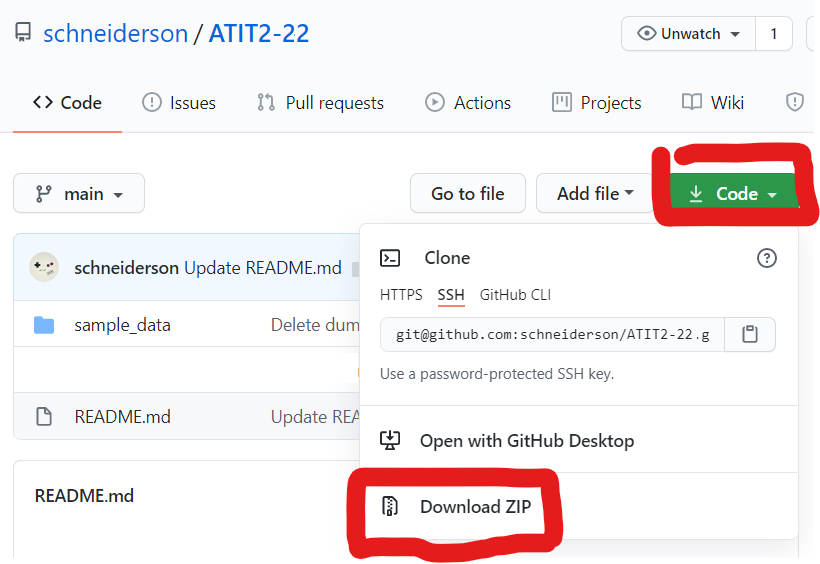 schneiderson / ATIT2-22
Unwatch 1
Code Issues Pull requests Actions Projects Wiki
main Go to file Add file Code
schneiderson Update README.md
Clone
HTTPS SSH GitHub CLI
sample_data Delete dum
git@github.com:schneiderson/ATIT2-22.g
Use a password-protected SSH key.
README.md Update REA
Open with GitHub Desktop
README.md
Download ZIP